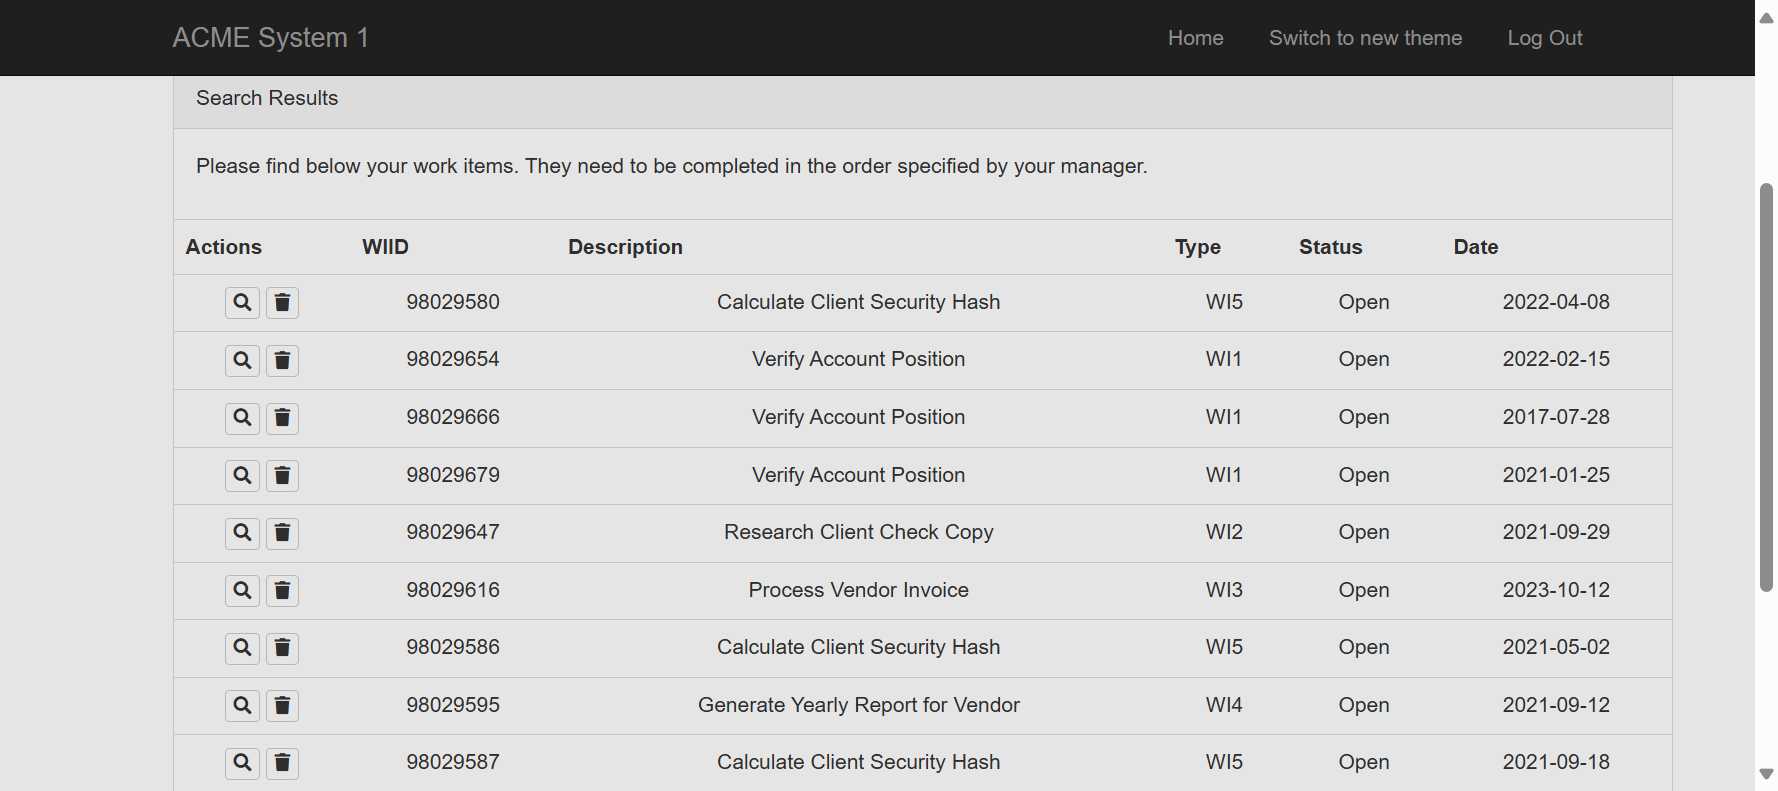 ACME System 1 Home Switch to new theme Log Out
Search Results
Please find below your work items. They need to be completed in the order specified by your manager.
Actions WIID Description Type Status Date
98029580 Calculate Client Security Hash WI5 Open 2022-04-08
98029654 Verify Account Position WI1 Open 2022-02-15
98029666 Verify Account Position WI1 Open 2017-07-28
98029679 Verify Account Position WI1 Open 2021-01-25
98029647 Research Client Check Copy WI2 Open 2021-09-29
98029616 Process Vendor Invoice WI3 Open 2023-10-12
98029586 Calculate Client Security Hash WI5 Open 2021-05-02
98029595 Generate Yearly Report for Vendor WI4 Open 2021-09-12
98029587 Calculate Client Security Hash WI5 Open 2021-09-18